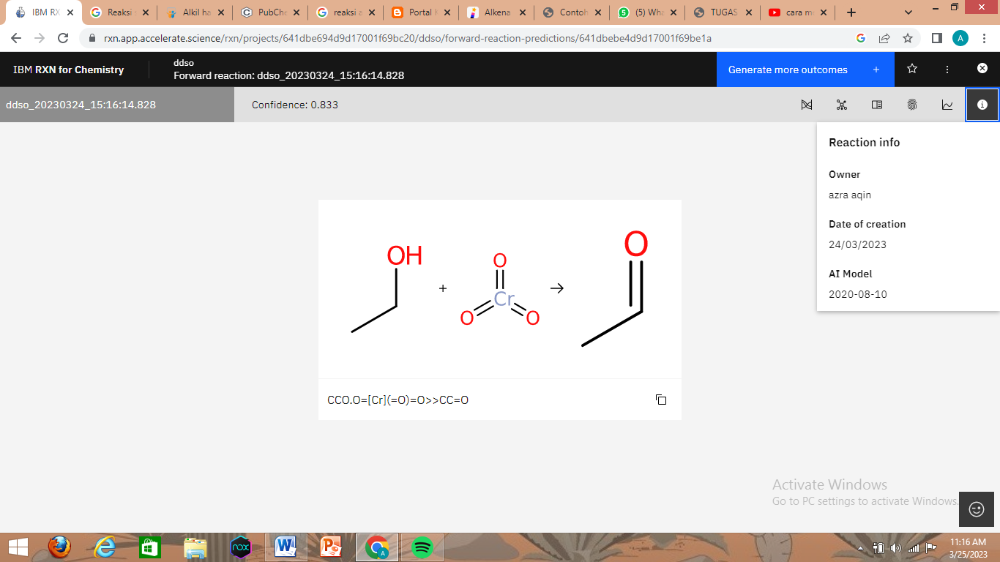 IBM RX
Reaksi s
Alkil ha
PubChe
reaksi a
Portal K
Alkena
Contoh
(5) Wha
TUGAS
cara me
rxn.app.accelerate.science/rxn/projects/641dbe694d9d17001f69bc20/ddso/forward-reaction-predictions/641dbebe4d9d17001f69be1a
A
IBM RXN for Chemistry
ddso
Forward reaction: ddso_20230324_15:16:14.828
Generate more outcomes +
ddso_20230324_15:16:14.828
Confidence: 0.833
Reaction info
Owner
azra aqin
Date of creation
24/03/2023
AI Model
2020-08-10
OH
+
O
Cr
O
O
→
O
CCO.O=[Cr](=O)=O>>CC=O
Activate Windows
Go to PC settings to activate Windows.
nox
A
11:16 AM
3/25/2023